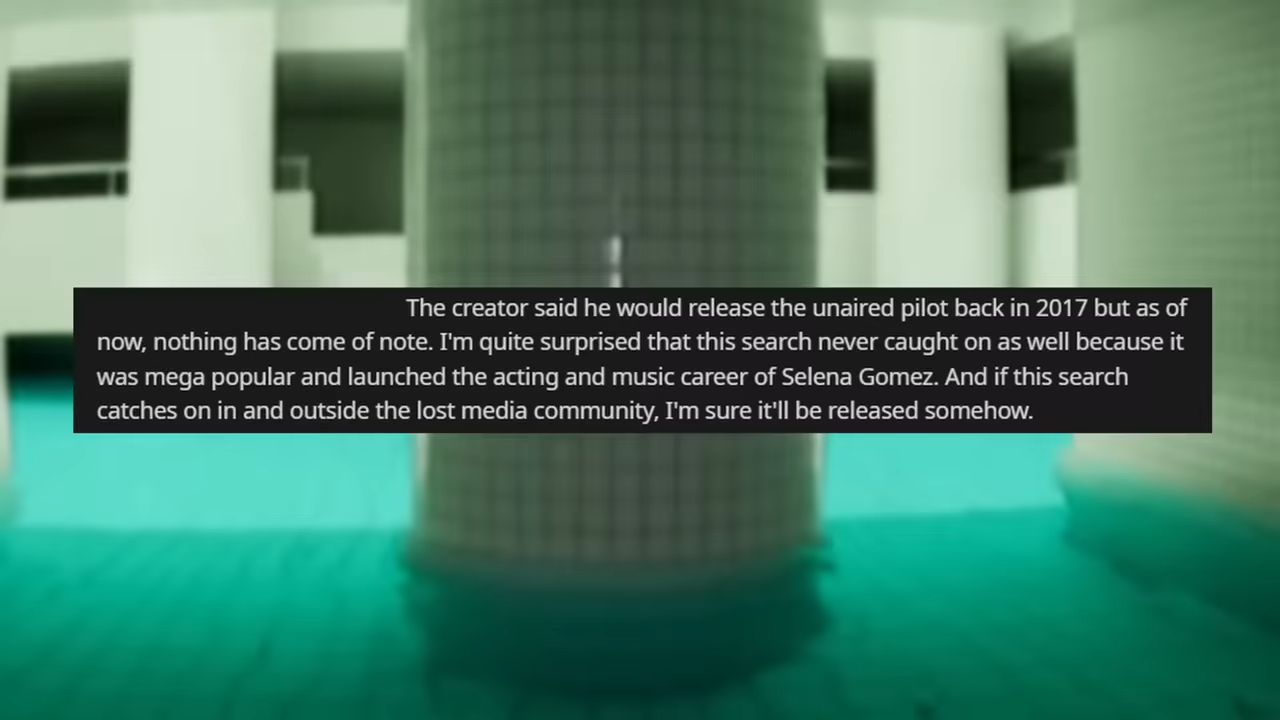 The creator said he would release the unaired pilot back in 2017 but as of
now, nothing has come of note. I'm quite surprised that this search never caught on as well because it
was mega popular and launched the acting and music career of Selena Gomez. And if this search
catches on in and outside the lost media community, I'm sure it'll be released somehow.